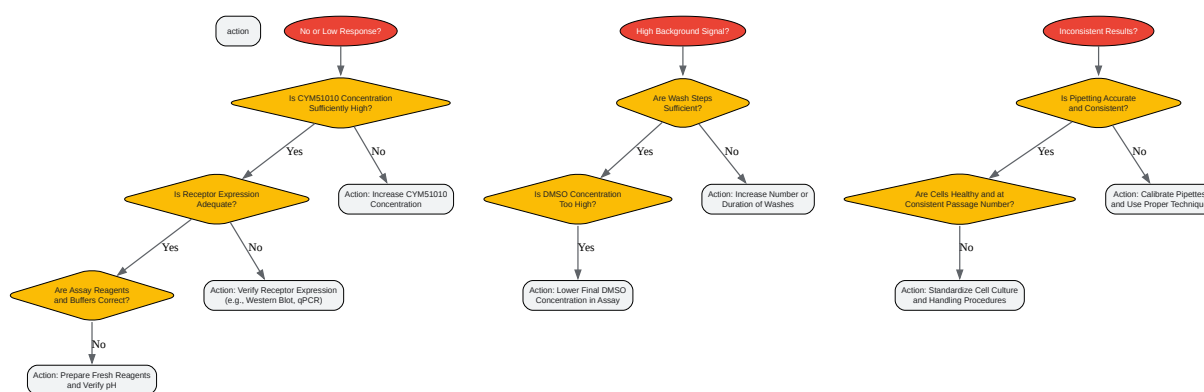 action
No or Low Response?
High Background Signal?
Inconsistent Results?
Is CYM51010 Concentration
Sufficiently High?
Are Wash Steps
Sufficient?
Is Pipetting Accurate
and Consistent?
Yes
No
Yes
No
Yes
No
Is Receptor Expression
Adequate?
Action: Increase CYM51010
Concentration
Is DMSO Concentration
Too High?
Action: Increase Number or
Duration of Washes
Are Cells Healthy and at
Consistent Passage Number?
Action: Calibrate Pipettes
and Use Proper Technique
Yes
No
Yes
No
Are Assay Reagents
and Buffers Correct?
Action: Verify Receptor Expression
(e.g., Western Blot, qPCR)
Action: Lower Final DMSO
Concentration in Assay
Action: Standardize Cell Culture
and Handling Procedures
No
Action: Prepare Fresh Reagents
and Verify pH